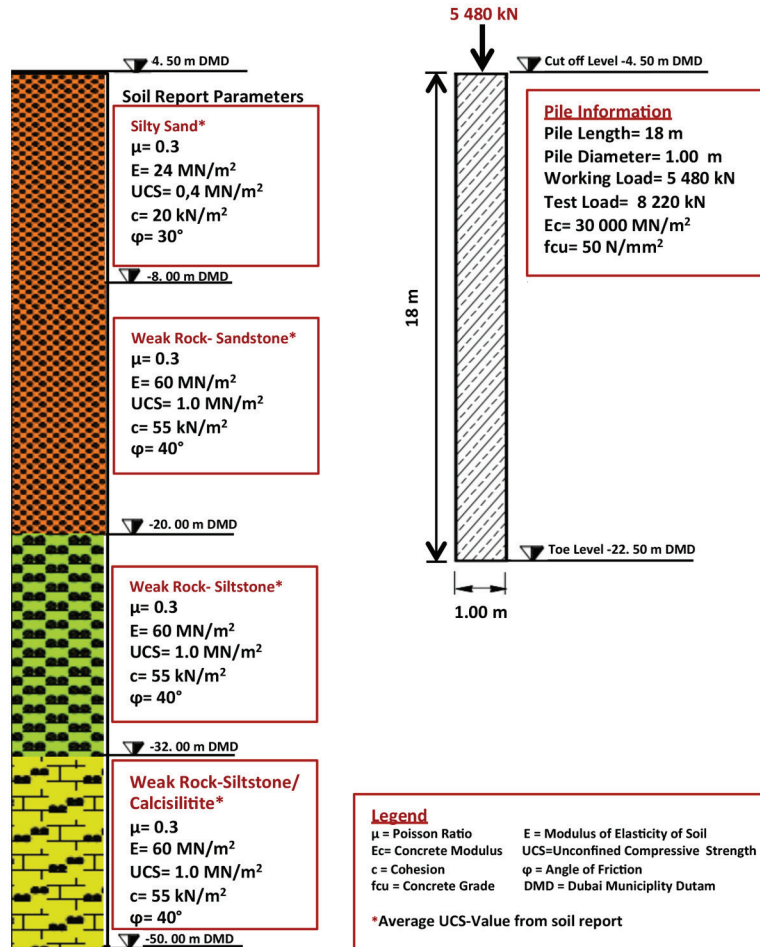 5 480 kN
4. 50 m DMD
Cut off Level -4. 50 m DMD
Soil Report Parameters
Silty Sand*
μ= 0.3
E= 24 MN/m²
UCS= 0,4 MN/m²
c= 20 kN/m²
φ= 30°
Pile Information
Pile Length= 18 m
Pile Diameter= 1.00 m
Working Load= 5 480 kN
Test Load= 8 220 kN
Ec= 30 000 MN/m²
fcu= 50 N/mm²
-8. 00 m DMD
18 m
Weak Rock- Sandstone*
μ= 0.3
E= 60 MN/m²
UCS= 1.0 MN/m²
c= 55 kN/m²
φ= 40°
-20. 00 m DMD
Toe Level -22. 50 m DMD
1.00 m
Weak Rock- Siltstone*
μ= 0.3
E= 60 MN/m²
UCS= 1.0 MN/m²
c= 55 kN/m²
φ= 40°
-32. 00 m DMD
Weak Rock-Siltstone/
Calcisilitite*
μ= 0.3
E= 60 MN/m²
UCS= 1.0 MN/m²
c= 55 kN/m²
φ= 40°
-50. 00 m DMD
Legend
μ = Poisson Ratio E = Modulus of Elasticity of Soil
Ec= Concrete Modulus UCS=Unconfined Compressive Strength
c = Cohesion φ = Angle of Friction
fcu = Concrete Grade DMD = Dubai Municiplity Dutam
*Average UCS-Value from soil report